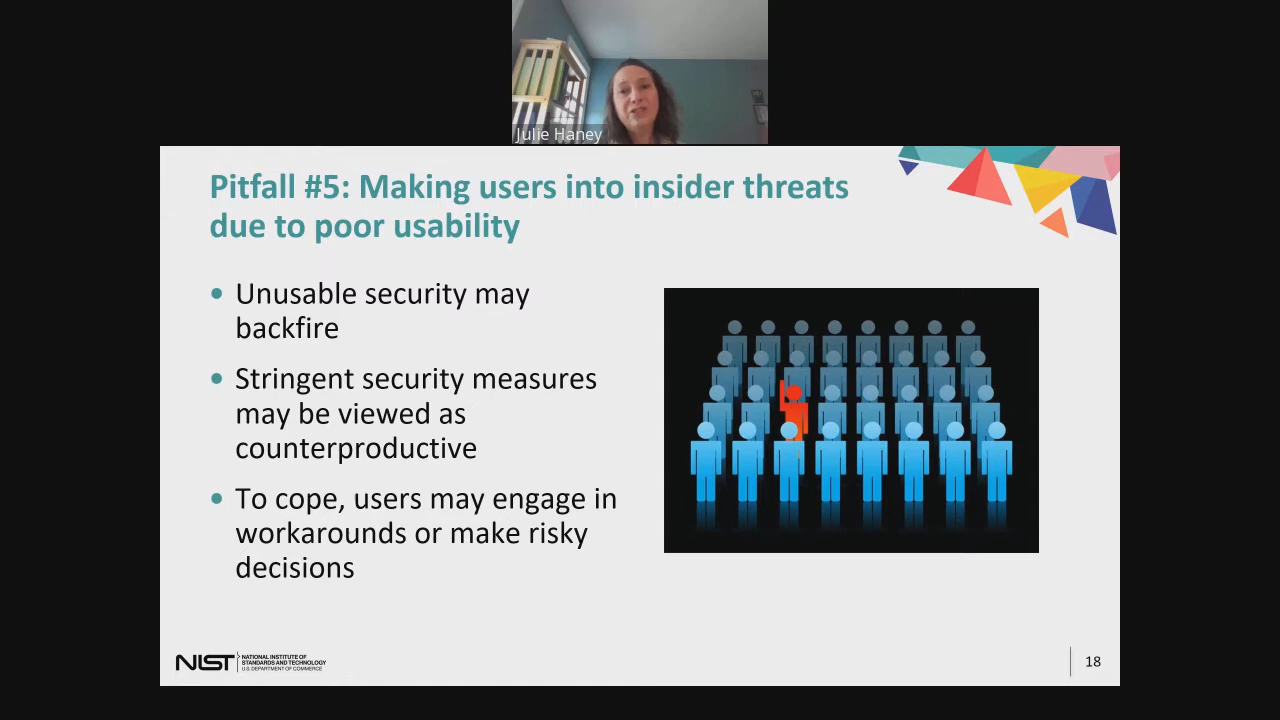 Julie Haney
Pitfall #5: Making users into insider threats
due to poor usability
• Unusable security may
backfire
• Stringent security measures
may be viewed as
counterproductive
• To cope, users may engage in
workarounds or make risky
decisions
NIST
NATIONAL INSTITUTE OF
STANDARDS AND TECHNOLOGY
U.S. DEPARTMENT OF COMMERCE
18